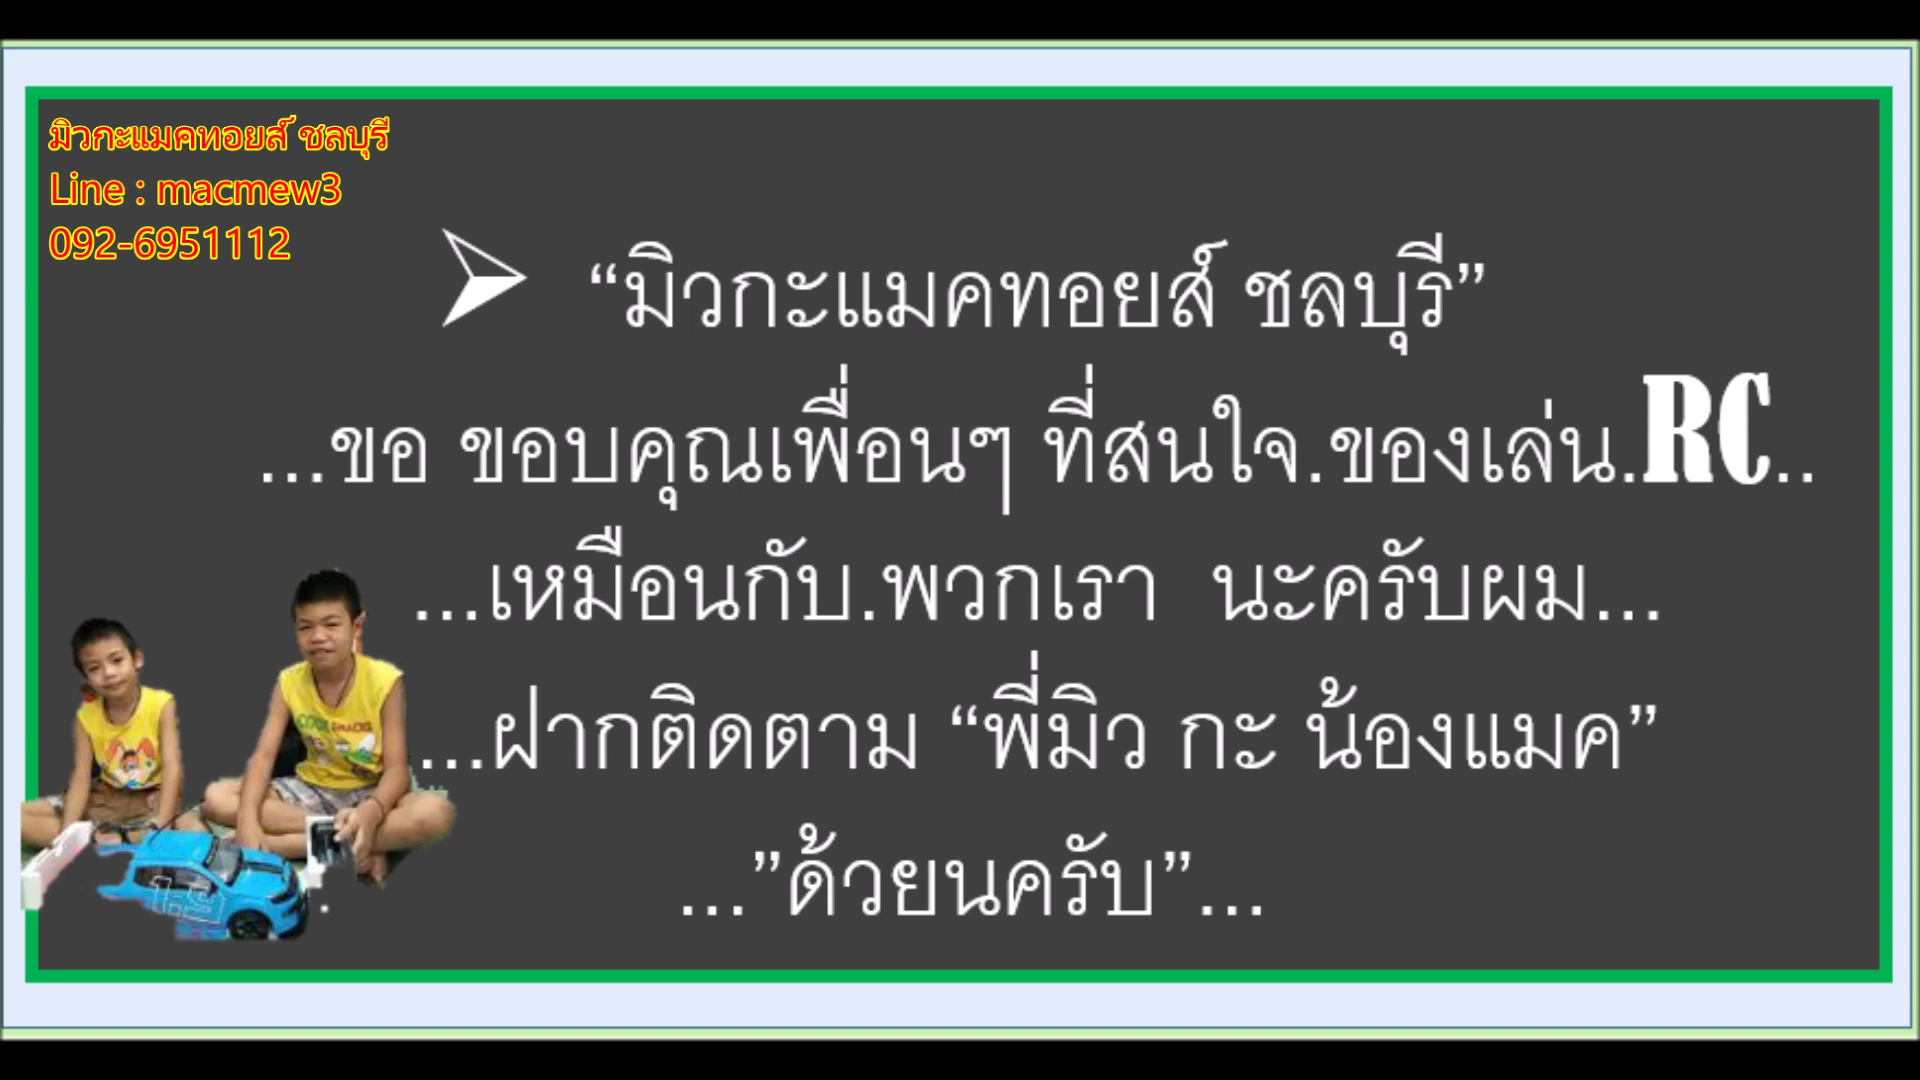 มิวกะแมคทอยส์ ชลบุรี
Line : macmew3
092-6951112
➢ “มิวกะแมคทอยส์ ชลบุรี”
...ขอ ขอบคุณเพื่อนๆ ที่สนใจ.ของเล่น.RC..
...เหมือนกับ.พวกเรา นะครับผม...
...ฝากติดตาม “พี่มิว กะ น้องแมค”
...”ด้วยนครับ”...